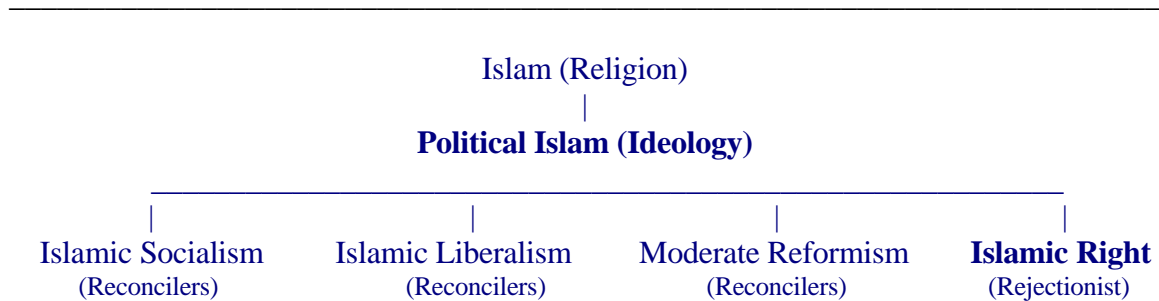 Islam (Religion)
|
Political Islam (Ideology)
| | | |
Islamic Socialism Islamic Liberalism Moderate Reformism Islamic Right
(Reconcilers) (Reconcilers) (Reconcilers) (Rejectionist)